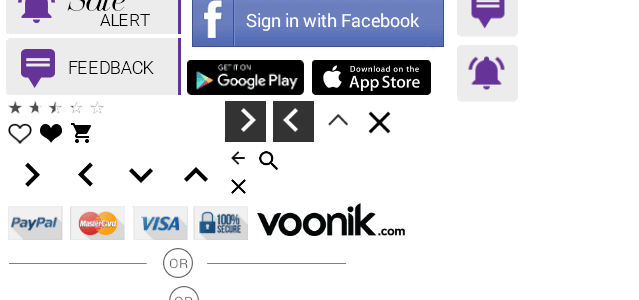 Sale
ALERT
f Sign in with Facebook
FEEDBACK
GET IT ON
Google Play
Download on the
App Store
PayPal
MasterCard
VISA
100%
SECURE
voonik.com
OR
OR